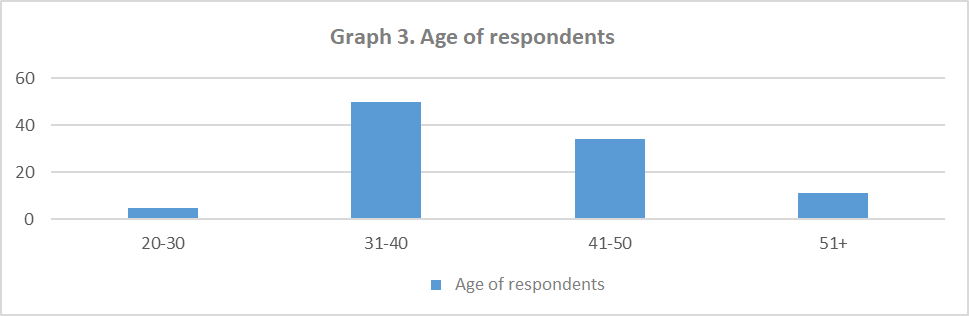 Graph 3. Age of respondents
60
40
20
0
20-30 31-40 41-50 51+
Age of respondents